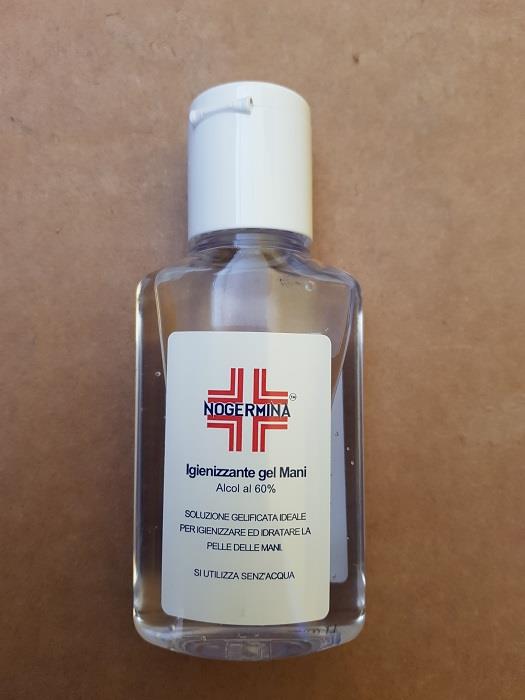 NOGERMINA™
Igienizzante gel Mani
Alcol al 60%
SOLUZIONE GELIFICATA IDEALE
PER IGIENIZZARE ED IDRATARE LA
PELLE DELLE MANI.
SI UTILIZZA SENZ'ACQUA